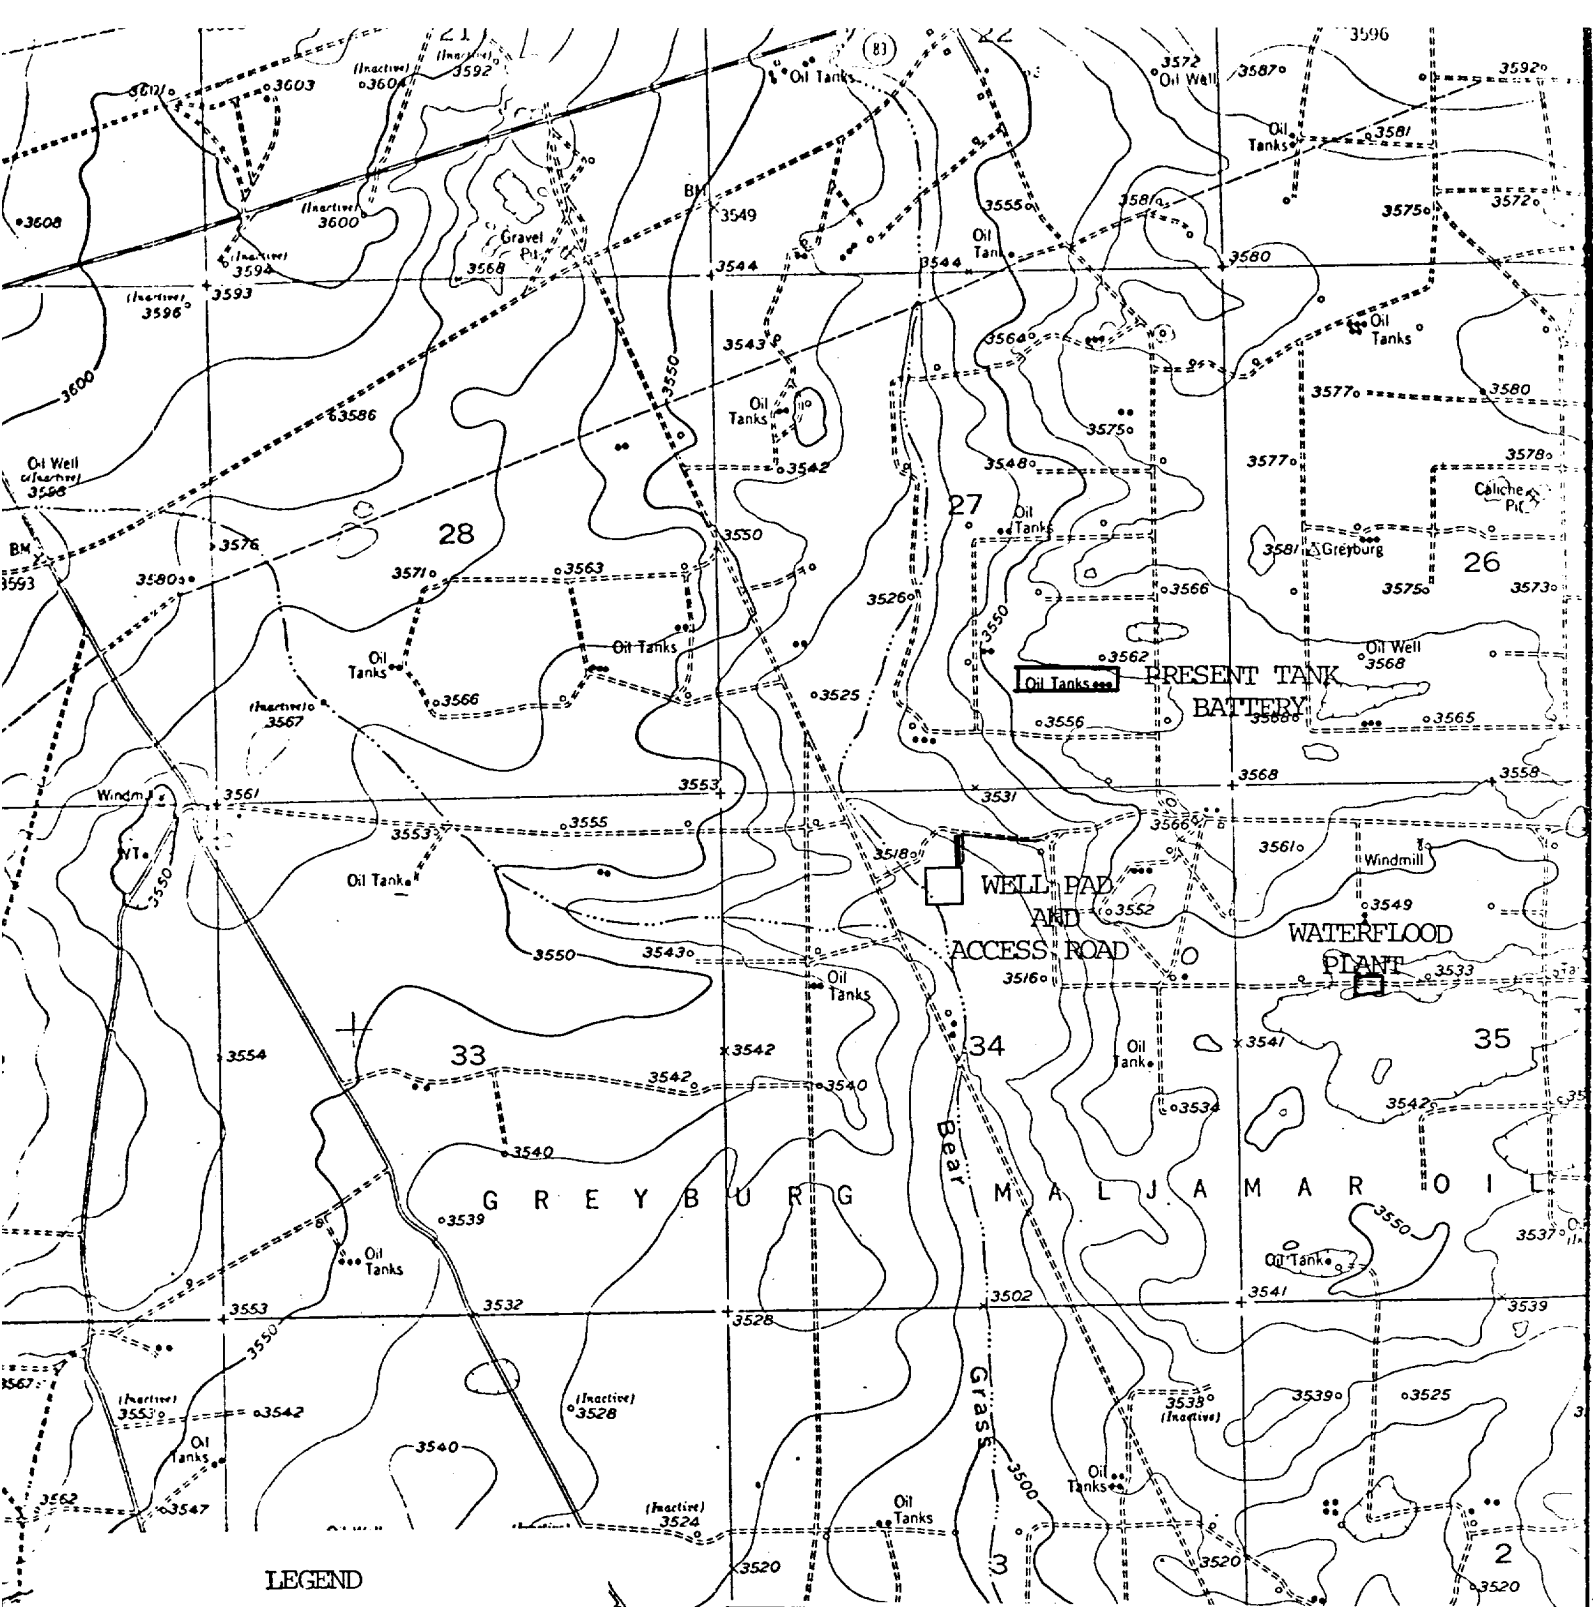 21
22
3596
83
(Inactive)
3592
(Inactive)
3604
3603
Oil Tanks
3572
Oil Well
3587
3592
Oil
Tanks
3581
3608
(Inactive)
3600
BM
3549
3555
3581
3575
3572
Gravel
Oil
(Inactive)
3594
3568
3544
3544
3580
3593
(Inactive)
3596
3543
3564
Oil
Tanks
3600
3550
3586
Oil
Tanks
3575
3577
3580
Oil Well
(Inactive)
3542
3548
3577
3578
27
Oil
Tanks
Caliche
28
BM
3593
3576
3550
3581
Greyburg
26
3580
3571
3563
3526
3566
3575
3573
3550
Oil
Tanks
Oil Tanks
3562
Oil Well
3568
Oil Tanks
PRESENT TANK
BATTERY
(Inactive)
3567
3566
3525
3556
3568
3565
3561
3553
3531
3568
3558
3553
3555
3566
3518
3561
Windmill
Oil Tank
3550
WELL PAD
AND
ACCESS ROAD
3552
3549
WATERFLOOD
PLANT
3550
3543
3516
3533
Oil
Tanks
33
3554
3542
34
Oil
Tank
3541
35
3542
3540
3534
3542
3540
Bear
GREYBURG MALJAMAR OIL
3539
3550
3537
Oil
Tanks
Oil Tank
3553
3532
3528
3502
3541
3539
3550
3567
(Inactive)
3553
3542
(Inactive)
3528
Grass
3533
(Inactive)
3539
3525
Oil
Tanks
3540
3500
Oil
Tanks
3562
3547
(Inactive)
3524
Oil
Tanks
3520
3
3520
2
3520
LEGEND